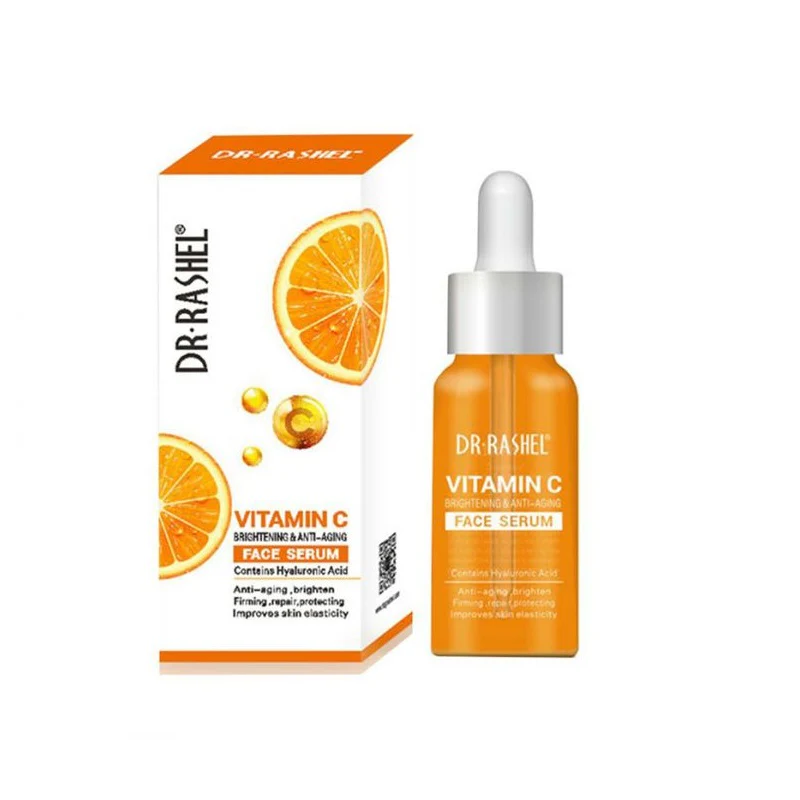 DR·RASHEL®
DR·RASHEL®
C
VITAMIN C
BRIGHTENING & ANTI-AGING
FACE SERUM
Contains Hyaluronic Acid
Anti-aging ,brighten
Firming ,repair,protecting
Improves skin elasticity
DR·RASHEL®
VITAMIN C
BRIGHTENING & ANTI-AGING
FACE SERUM
Contains Hyaluronic Acid
Anti-aging ,brighten
Firming ,repair,protecting
Improves skin elasticity